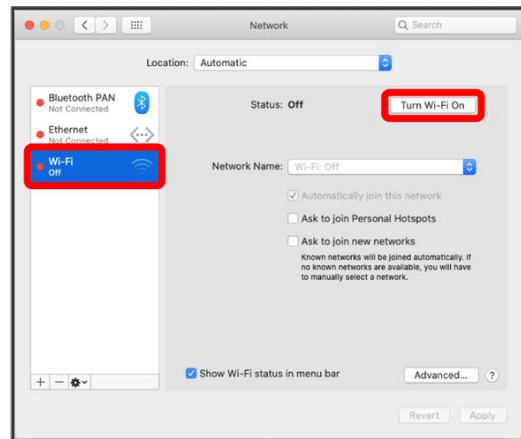 Network
Search
Location: Automatic
Bluetooth PAN
Not Connected
Ethernet
Not Connected
Wi-Fi
Off
Status: Off
Turn Wi-Fi On
Network Name: Wi-Fi: Off
Automatically join this network
Ask to join Personal Hotspots
Ask to join new networks
Known networks will be joined automatically. If
no known networks are available, you will have
to manually select a network.
Show Wi-Fi status in menu bar
Advanced...
?
Revert
Apply